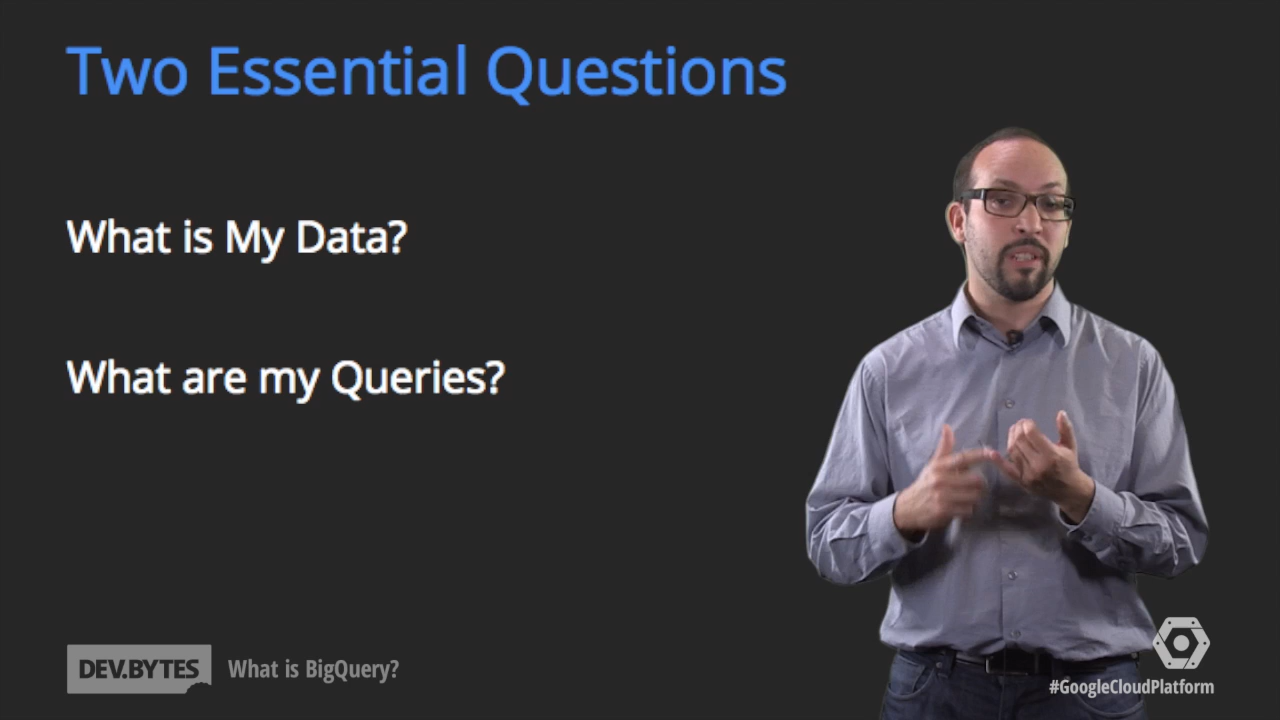 Two Essential Questions
What is My Data?
What are my Queries?
DEV.BYTES What is BigQuery?
#GoogleCloudPlatform